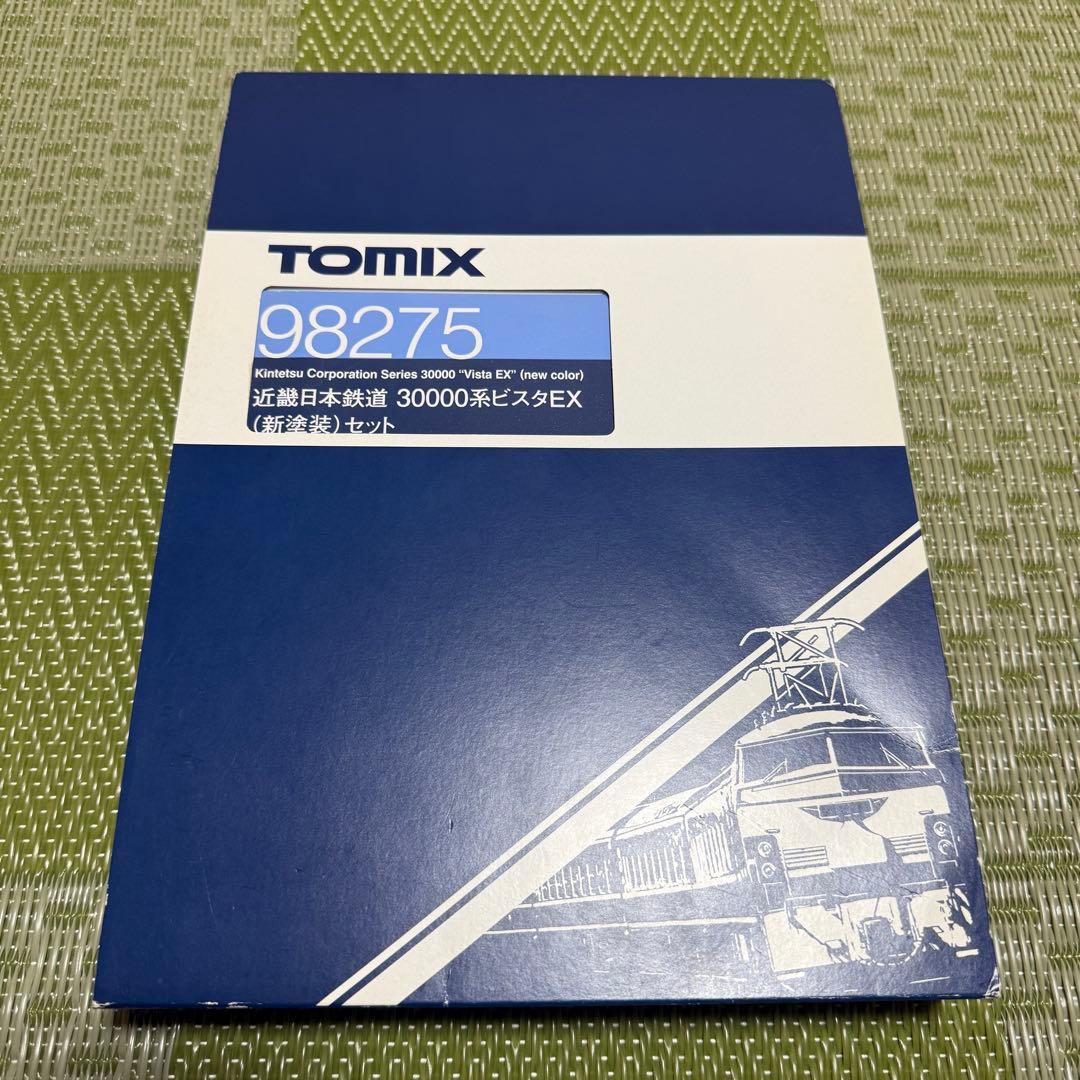 TOMIX
98275
Kintetsu Corporation Series 30000 "Vista EX" (new color)
近畿日本鉄道 30000系ビスタEX
(新塗装)セット